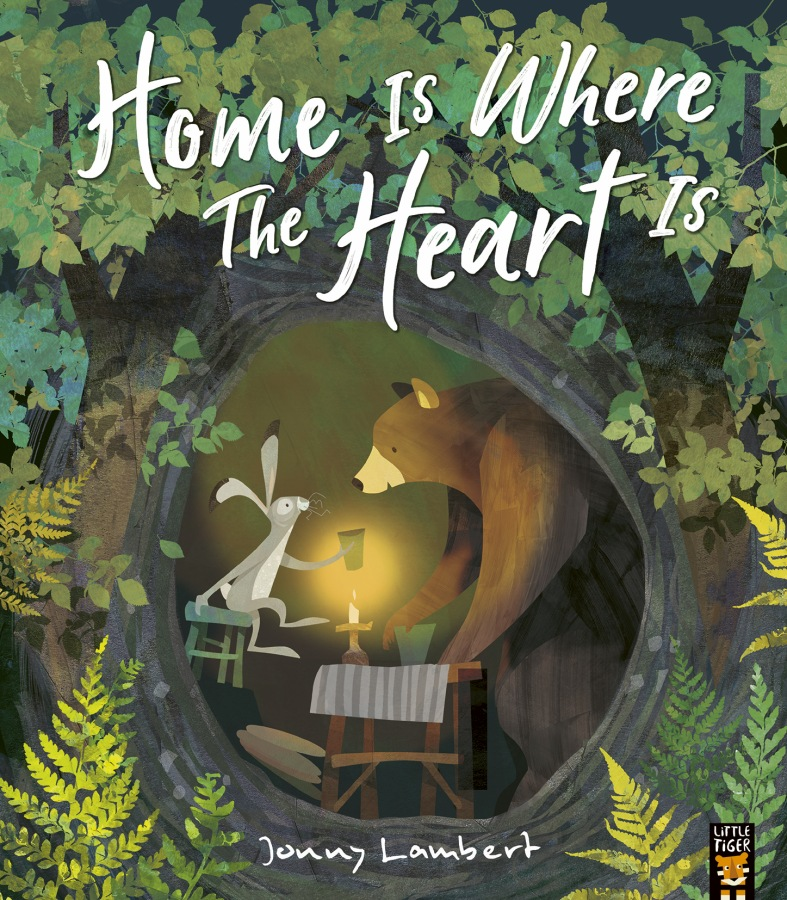 Home Is Where
The Heart Is
Jonny Lambert
LITTLE
TIGER